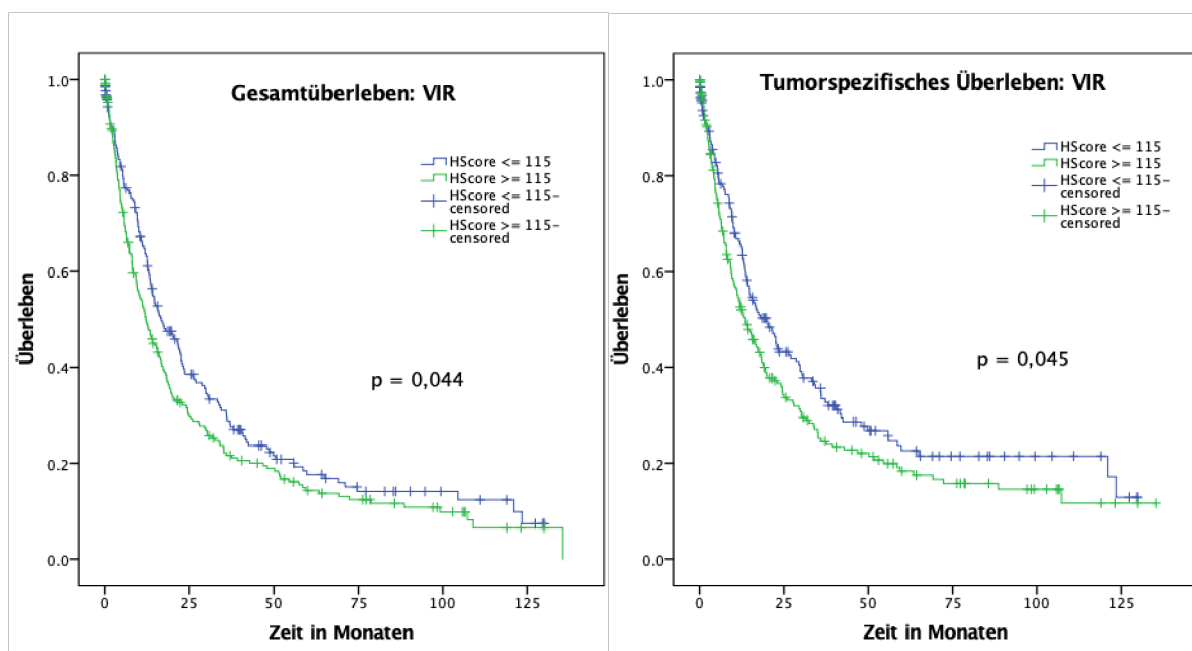 Gesamtüberleben: VIR
HScore <= 115
HScore >= 115
HScore <= 115-
censored
HScore >= 115-
censored
p = 0,044
Überleben
1.0
0.8
0.6
0.4
0.2
0.0
0 25 50 75 100 125
Zeit in Monaten
Tumorspezifisches Überleben: VIR
HScore <= 115
HScore >= 115
HScore <= 115-
censored
HScore >= 115-
censored
p = 0,045
Überleben
1.0
0.8
0.6
0.4
0.2
0.0
0 25 50 75 100 125
Zeit in Monaten